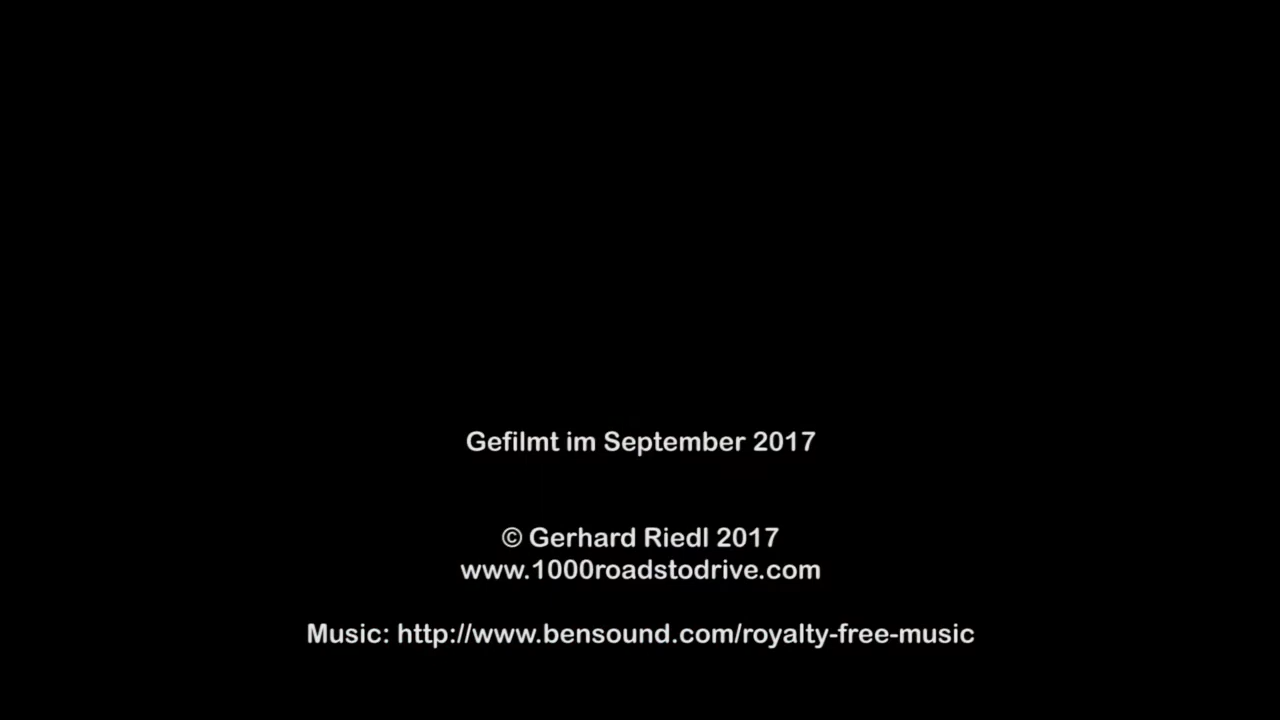 Gefilmt im September 2017
© Gerhard Riedl 2017
www.1000roadstodrive.com
Music: http://www.bensound.com/royalty-free-music